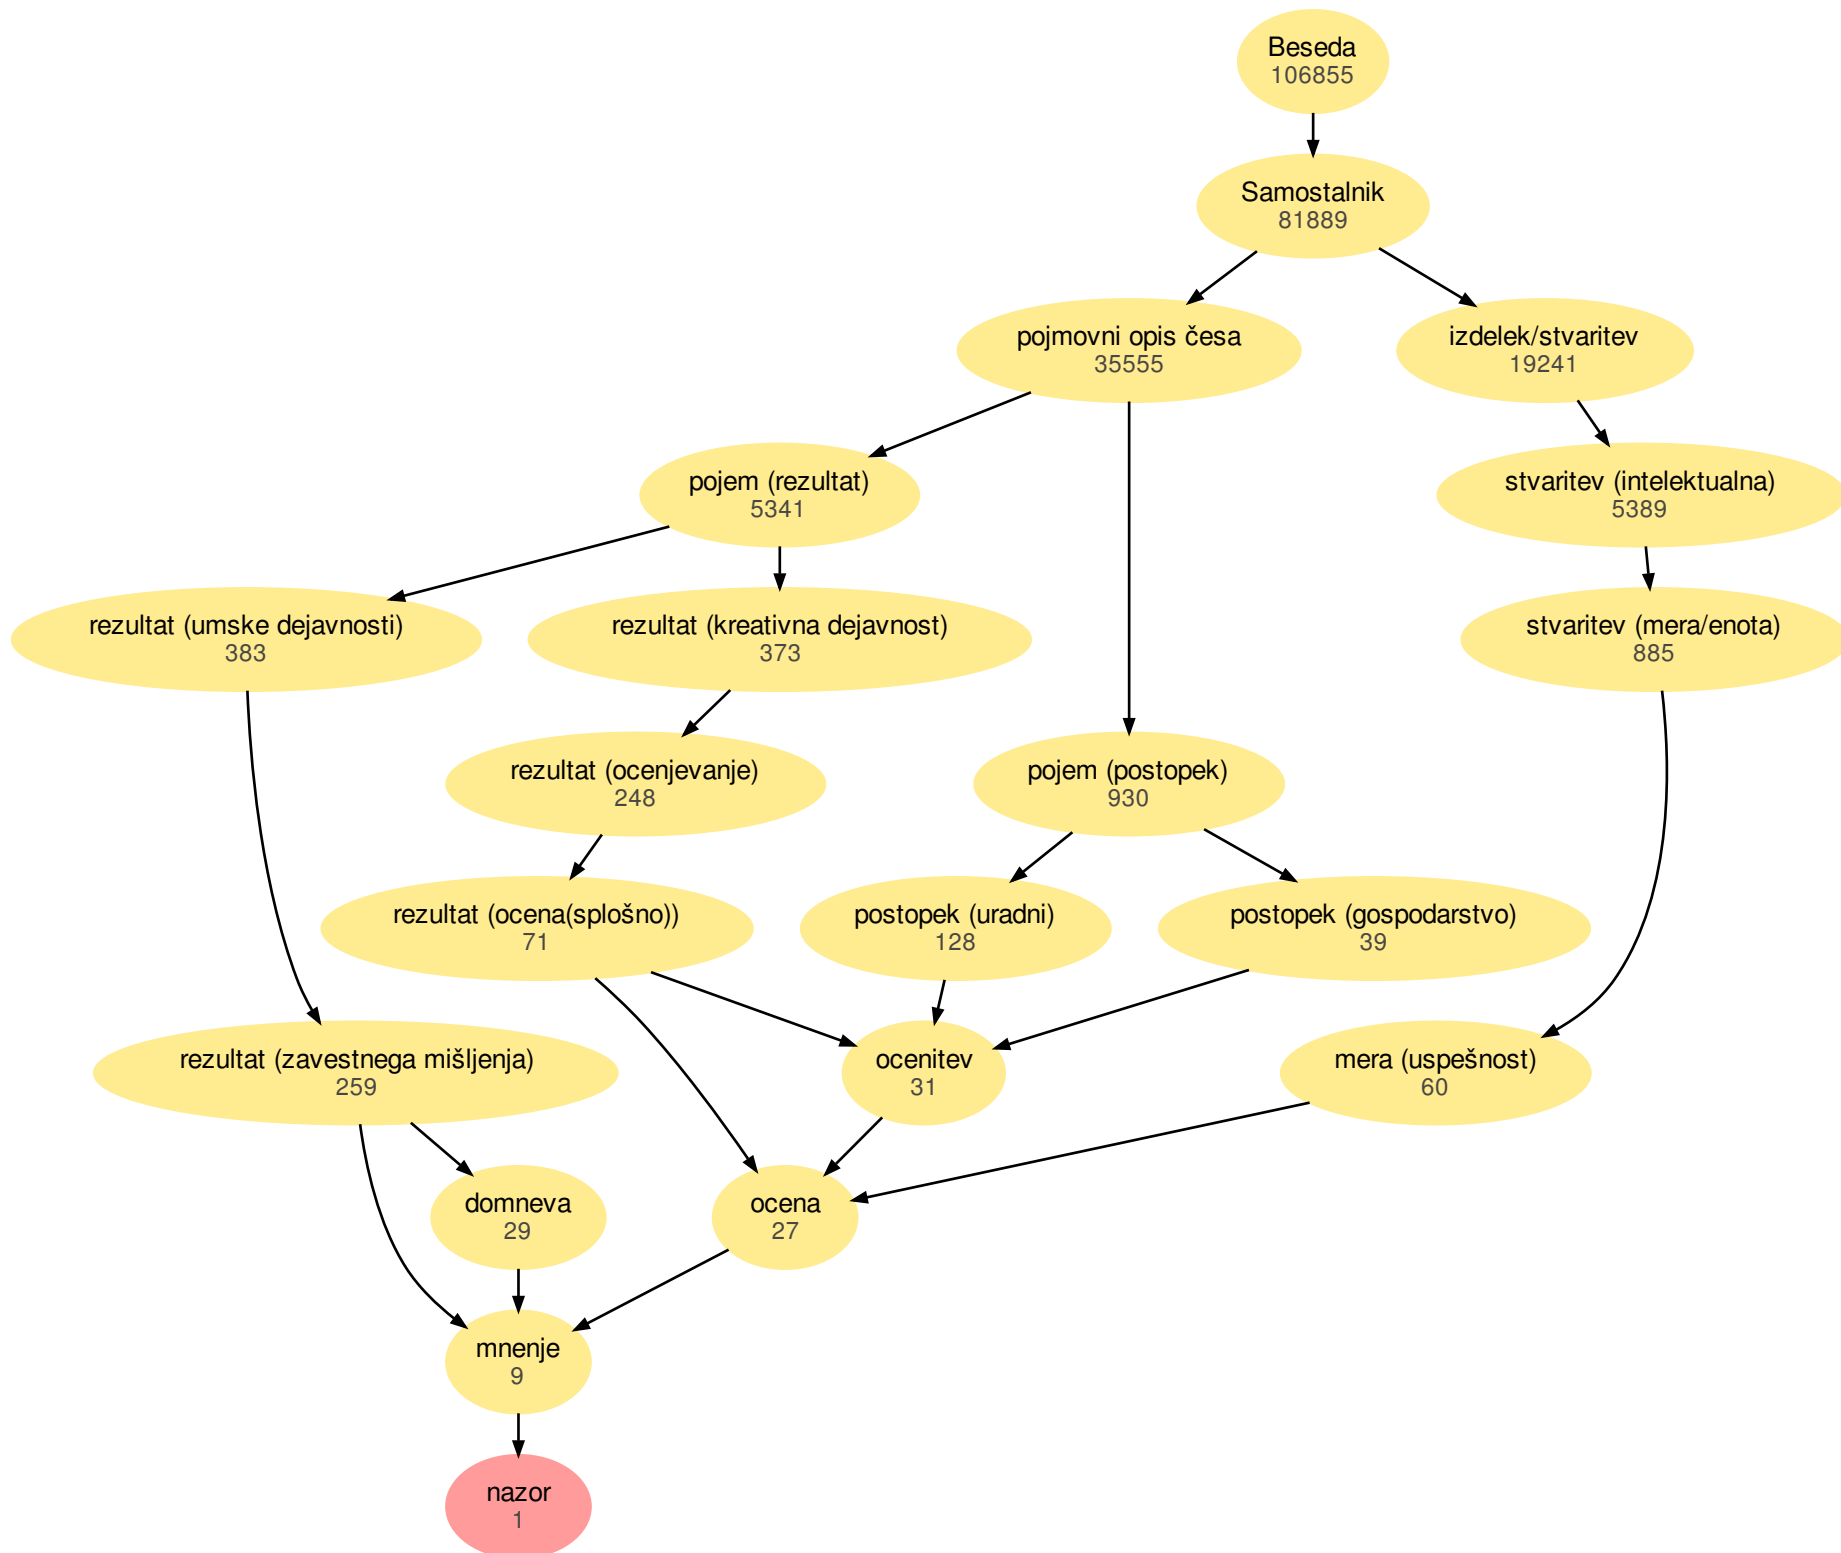 Beseda
106855
Samostalnik
81889
pojmovni opis česa
35555
izdelek/stvaritev
19241
pojem (rezultat)
5341
stvaritev (intelektualna)
5389
rezultat (umske dejavnosti)
383
rezultat (kreativna dejavnost)
373
stvaritev (mera/enota)
885
rezultat (ocenjevanje)
248
pojem (postopek)
930
rezultat (ocena(splošno))
71
postopek (uradni)
128
postopek (gospodarstvo)
39
rezultat (zavestnega mišljenja)
259
ocenitev
31
mera (uspešnost)
60
domneva
29
ocena
27
mnenje
9
nazor
1